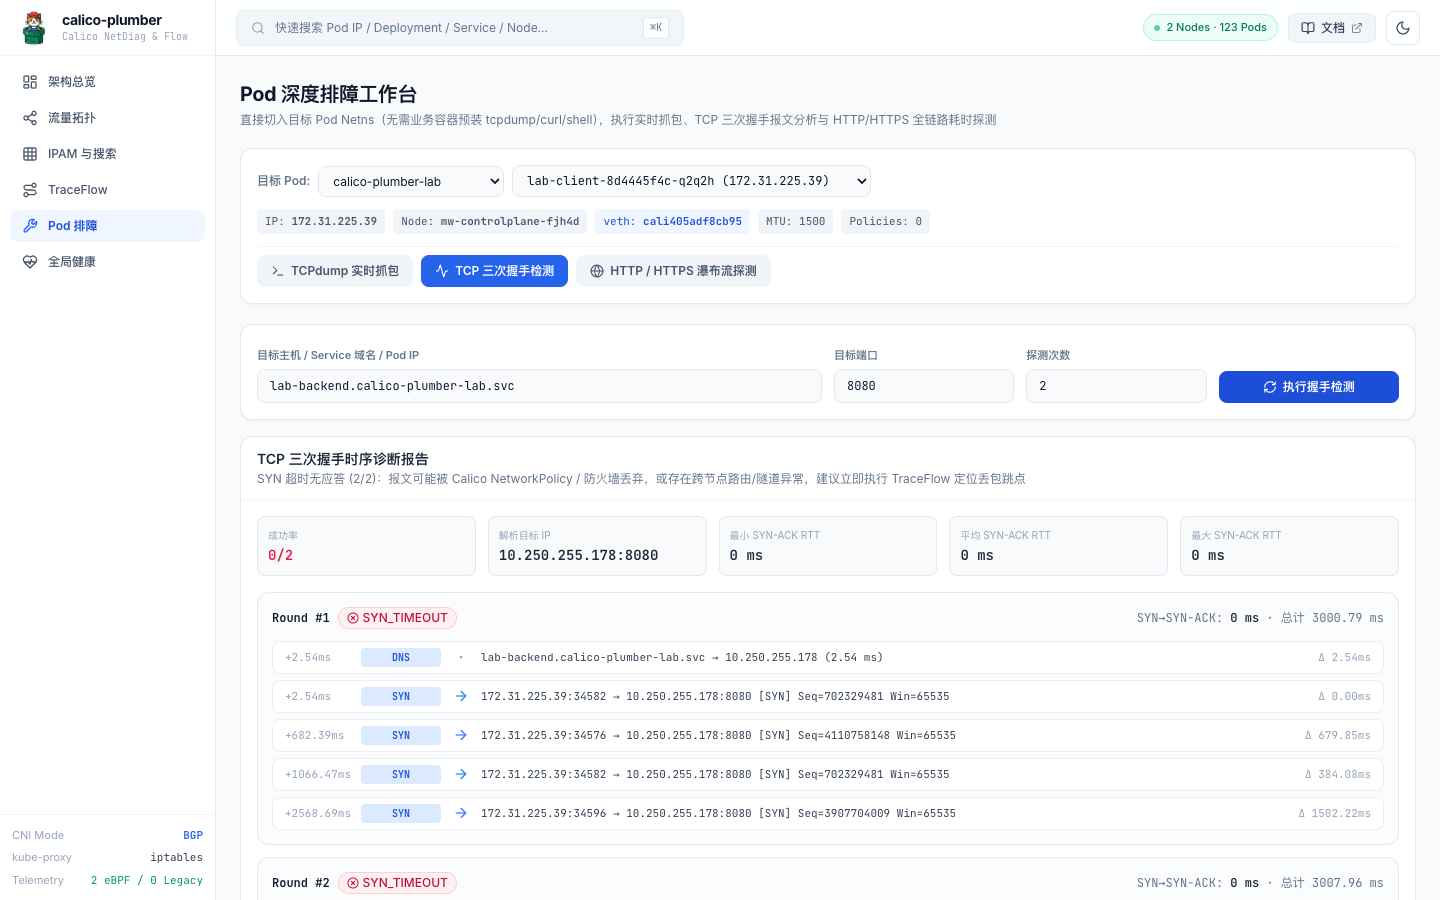 calico-plumber
Calico NetDiag & Flow
快速搜索 Pod IP / Deployment / Service / Node...
⌘K
2 Nodes · 123 Pods
文档
架构总览
流量拓扑
IPAM 与搜索
TraceFlow
Pod 排障
全局健康
CNI Mode BGP
kube-proxy iptables
Telemetry 2 eBPF / 0 Legacy
Pod 深度排障工作台
直接切入目标 Pod Netns（无需业务容器预装 tcpdump/curl/shell），执行实时抓包、TCP 三次握手报文分析与 HTTP/HTTPS 全链路耗时探测
目标 Pod: calico-plumber-lab lab-client-8d4445f4c-q2q2h (172.31.225.39)
IP: 172.31.225.39 Node: mw-controlplane-fjh4d veth: cali405adf8cb95 MTU: 1500 Policies: 0
TCPdump 实时抓包 TCP 三次握手检测 HTTP / HTTPS 瀑布流探测
目标主机 / Service 域名 / Pod IP 目标端口 探测次数
lab-backend.calico-plumber-lab.svc 8080 2 执行握手检测
TCP 三次握手时序诊断报告
SYN 超时无应答 (2/2)：报文可能被 Calico NetworkPolicy / 防火墙丢弃，或存在跨节点路由/隧道异常，建议立即执行 TraceFlow 定位丢包跳点
成功率 解析目标 IP 最小 SYN-ACK RTT 平均 SYN-ACK RTT 最大 SYN-ACK RTT
0/2 10.250.255.178:8080 0 ms 0 ms 0 ms
Round #1 SYN_TIMEOUT SYN→SYN-ACK: 0 ms · 总计 3000.79 ms
+2.54ms DNS · lab-backend.calico-plumber-lab.svc → 10.250.255.178 (2.54 ms) Δ 2.54ms
+2.54ms SYN → 172.31.225.39:34582 → 10.250.255.178:8080 [SYN] Seq=702329481 Win=65535 Δ 0.00ms
+682.39ms SYN → 172.31.225.39:34576 → 10.250.255.178:8080 [SYN] Seq=4110758148 Win=65535 Δ 679.85ms
+1066.47ms SYN → 172.31.225.39:34582 → 10.250.255.178:8080 [SYN] Seq=702329481 Win=65535 Δ 384.08ms
+2568.69ms SYN → 172.31.225.39:34596 → 10.250.255.178:8080 [SYN] Seq=3907704009 Win=65535 Δ 1502.22ms
Round #2 SYN_TIMEOUT SYN→SYN-ACK: 0 ms · 总计 3007.96 ms